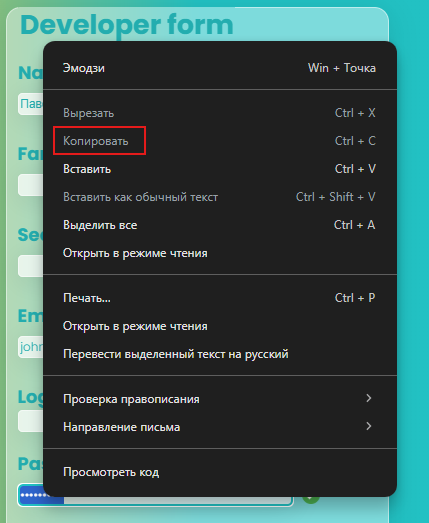 Developer form
Эмодзи Win + Точка
Na
Вырезать Ctrl + X
Пав
Копировать Ctrl + C
Fan
Вставить Ctrl + V
Вставить как обычный текст Ctrl + Shift + V
Выделить все Ctrl + A
Sec
Открыть в режиме чтения
Печать... Ctrl + P
Em
Открыть в режиме чтения
john
Перевести выделенный текст на русский
Log
Проверка правописания
Направление письма
Pas
Просмотреть код